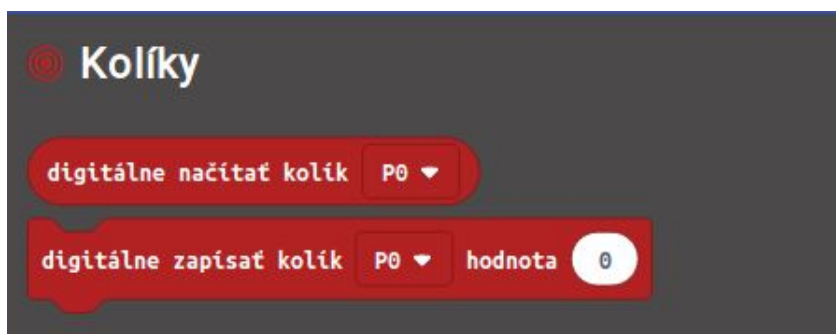 Kolíky
digitálne načítať kolík P0
digitálne zapísať kolík P0 hodnota 0